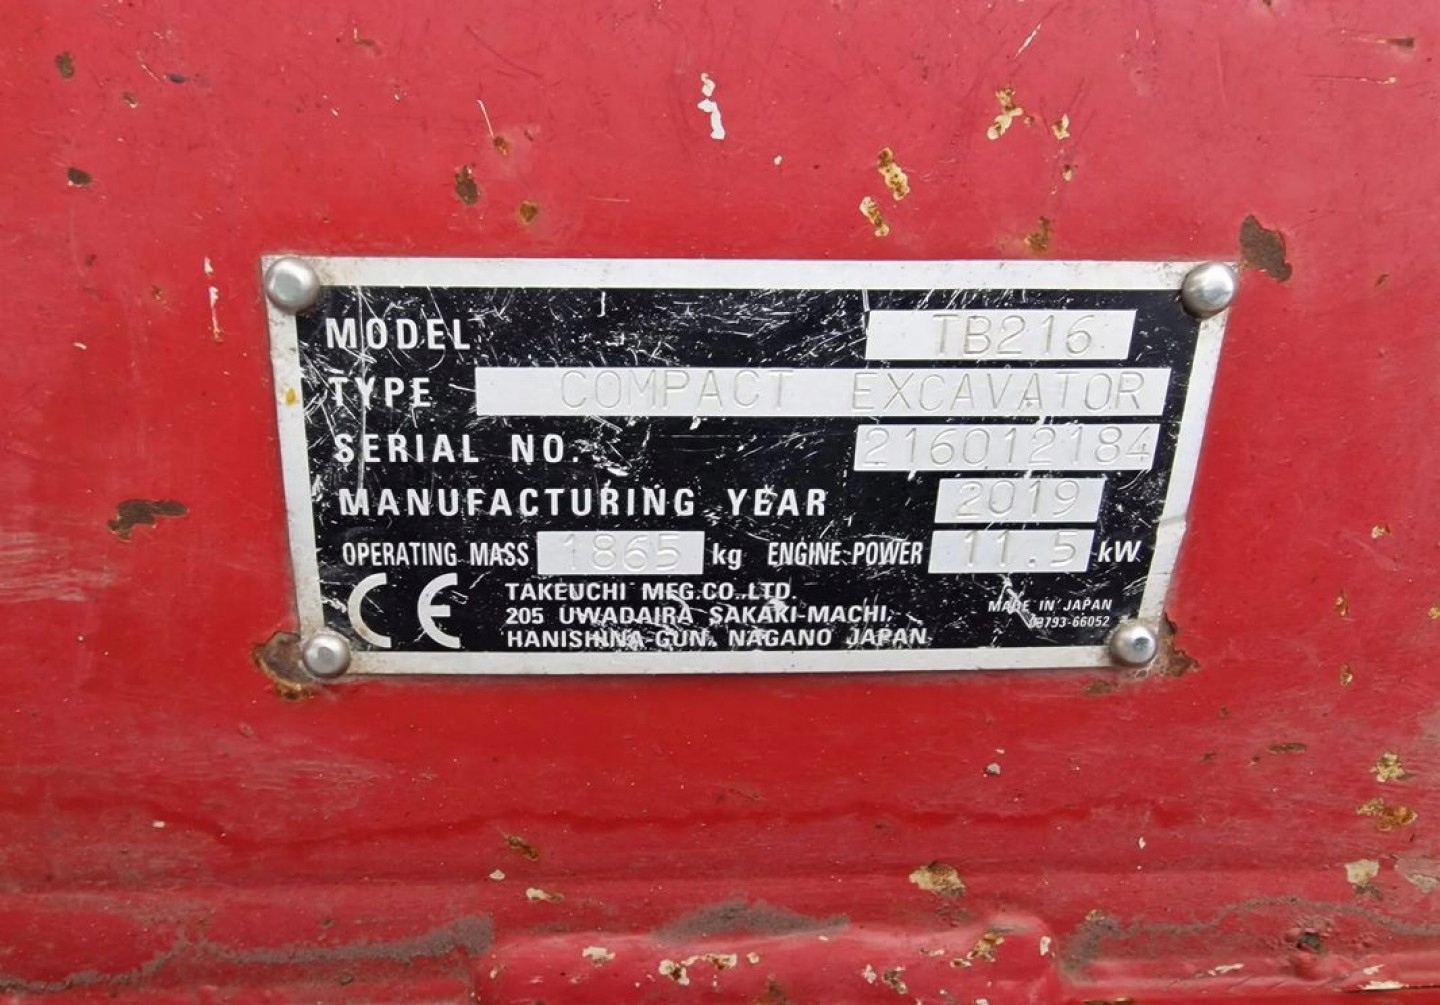 MODEL TB216
TYPE COMPACT EXCAVATOR
SERIAL NO. 216012184
MANUFACTURING YEAR 2019
OPERATING MASS 1865 kg ENGINE POWER 11.5 kW
CE
TAKEUCHI MFG.CO.,LTD.
205 UWADAIRA SAKAKI-MACHI,
HANISHINA-GUN, NAGANO JAPAN
MADE IN JAPAN
03793-66052